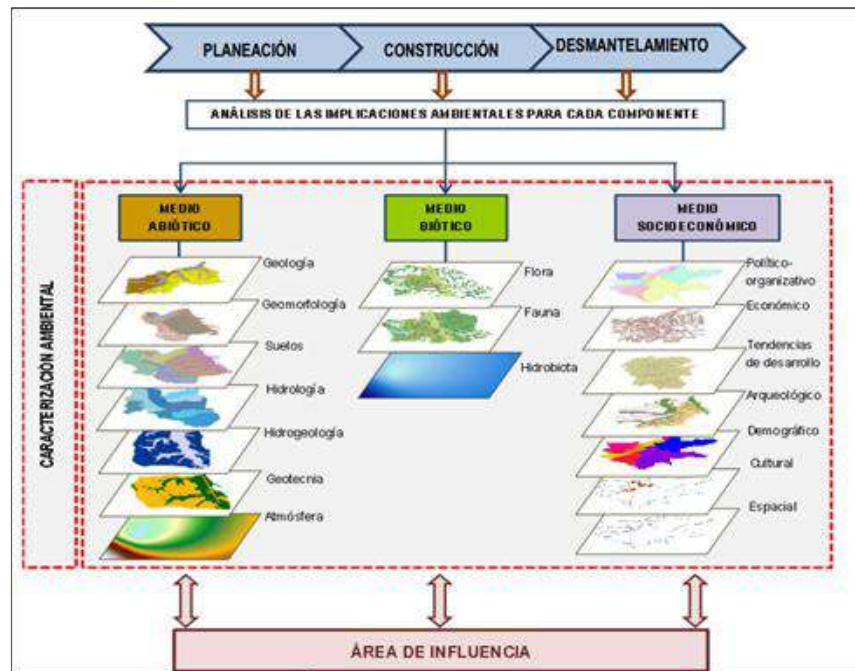 PLANEACIÓN
CONSTRUCCIÓN
DESMANTELAMIENTO
ANÁLISIS DE LAS IMPLICACIONES AMBIENTALES PARA CADA COMPONENTE
CARACTERIZACIÓN AMBIENTAL
MEDIO
ABIÓTICO
Geología
Geomorfología
Suelos
Hidrología
Hidrogeología
Geotecnia
Atmósfera
MEDIO
BIÓTICO
Flora
Fauna
Hidrobiota
MEDIO
SOCIOECONÓMICO
Político-
organizativo
Económico
Tendencias
de desarrollo
Arqueológico
Demográfico
Cultural
Espacial
ÁREA DE INFLUENCIA